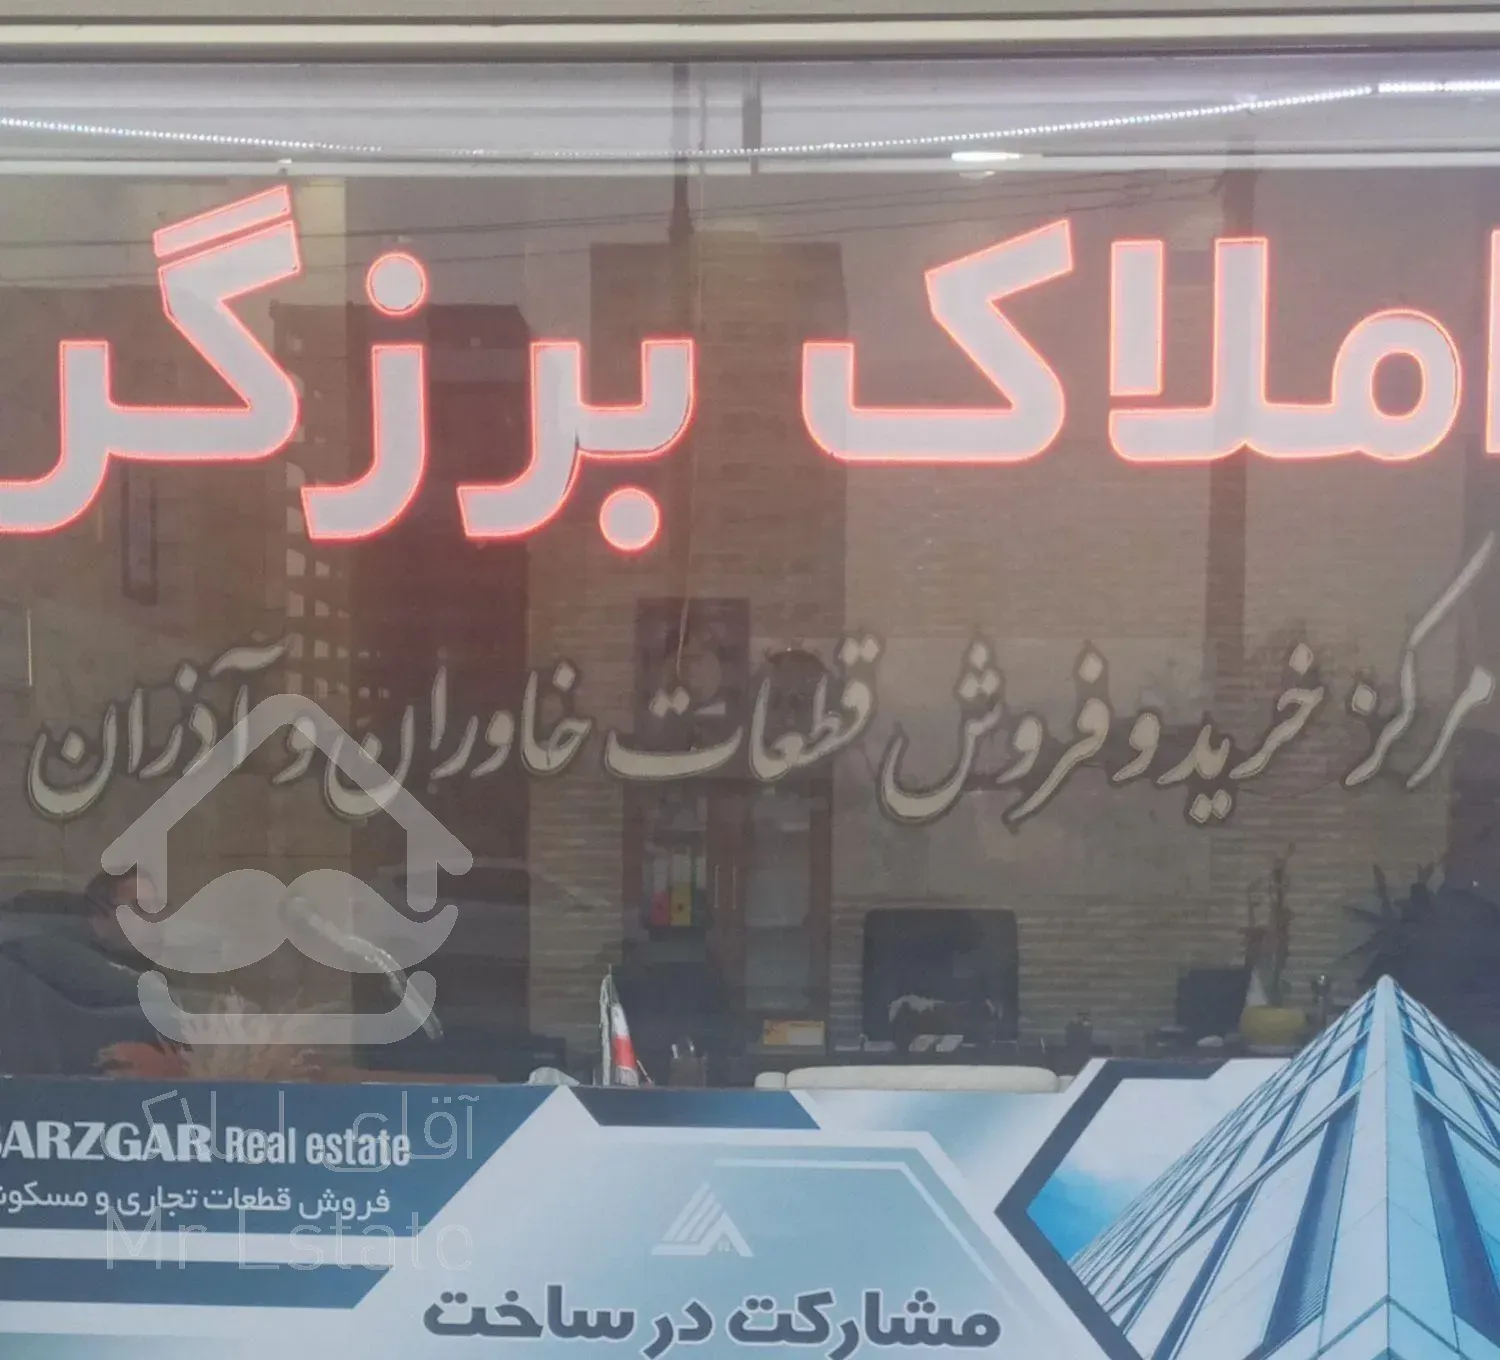 املاک برزگر
مرکز خرید و فروش قطعات خاوران و آذران
BARZGAR Real estate
فروش قطعات تجاری و
آقای املاک
Mr Estate
مشارکت در ساخت